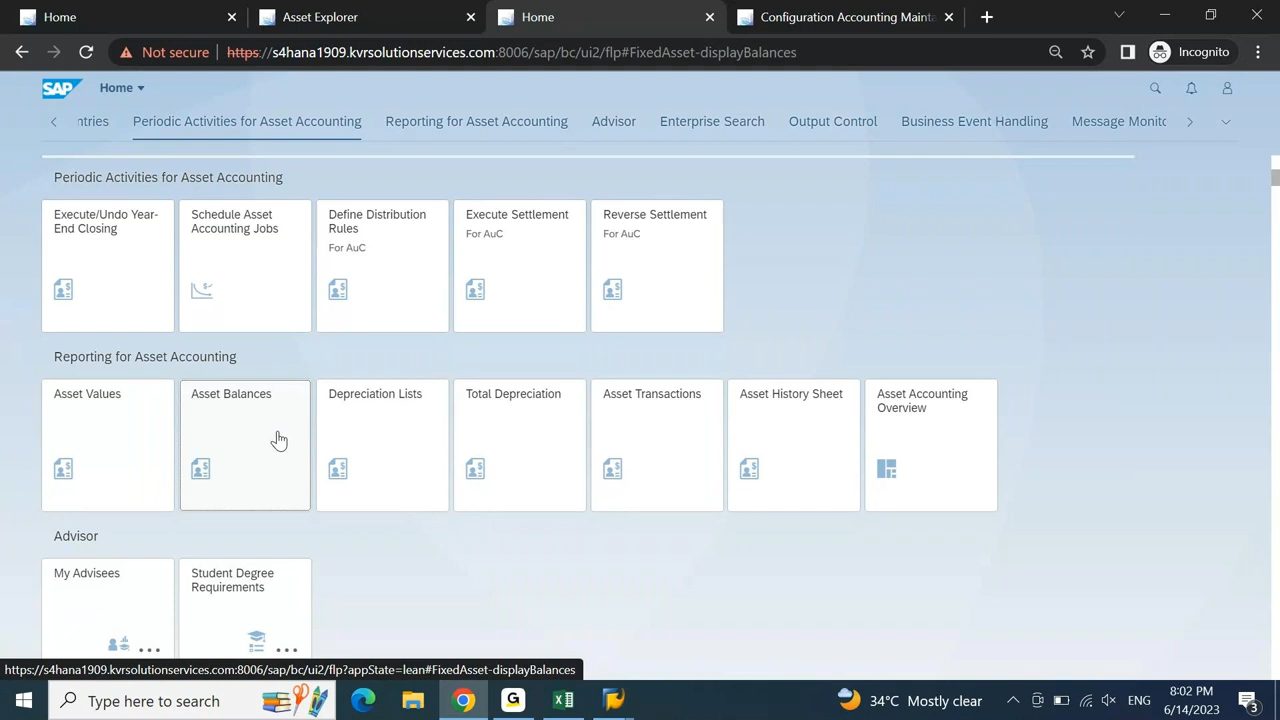 Home
Asset Explorer
Home
Configuration Accounting Mainta
Not secure https://s4hana1909.kvrsolutionservices.com:8006/sap/bc/ui2/flp#FixedAsset-displayBalances
Incognito
SAP Home
ntries Periodic Activities for Asset Accounting Reporting for Asset Accounting Advisor Enterprise Search Output Control Business Event Handling Message Monito
Periodic Activities for Asset Accounting
Execute/Undo Year-
End Closing
Schedule Asset
Accounting Jobs
Define Distribution
Rules
For AuC
Execute Settlement
For AuC
Reverse Settlement
For AuC
Reporting for Asset Accounting
Asset Values
Asset Balances
Depreciation Lists
Total Depreciation
Asset Transactions
Asset History Sheet
Asset Accounting
Overview
Advisor
My Advisees
Student Degree
Requirements
https://s4hana1909.kvrsolutionservices.com:8006/sap/bc/ui2/flp?appState=lean#FixedAsset-displayBalances
Type here to search
34°C Mostly clear
ENG
8:02 PM
6/14/2023
3